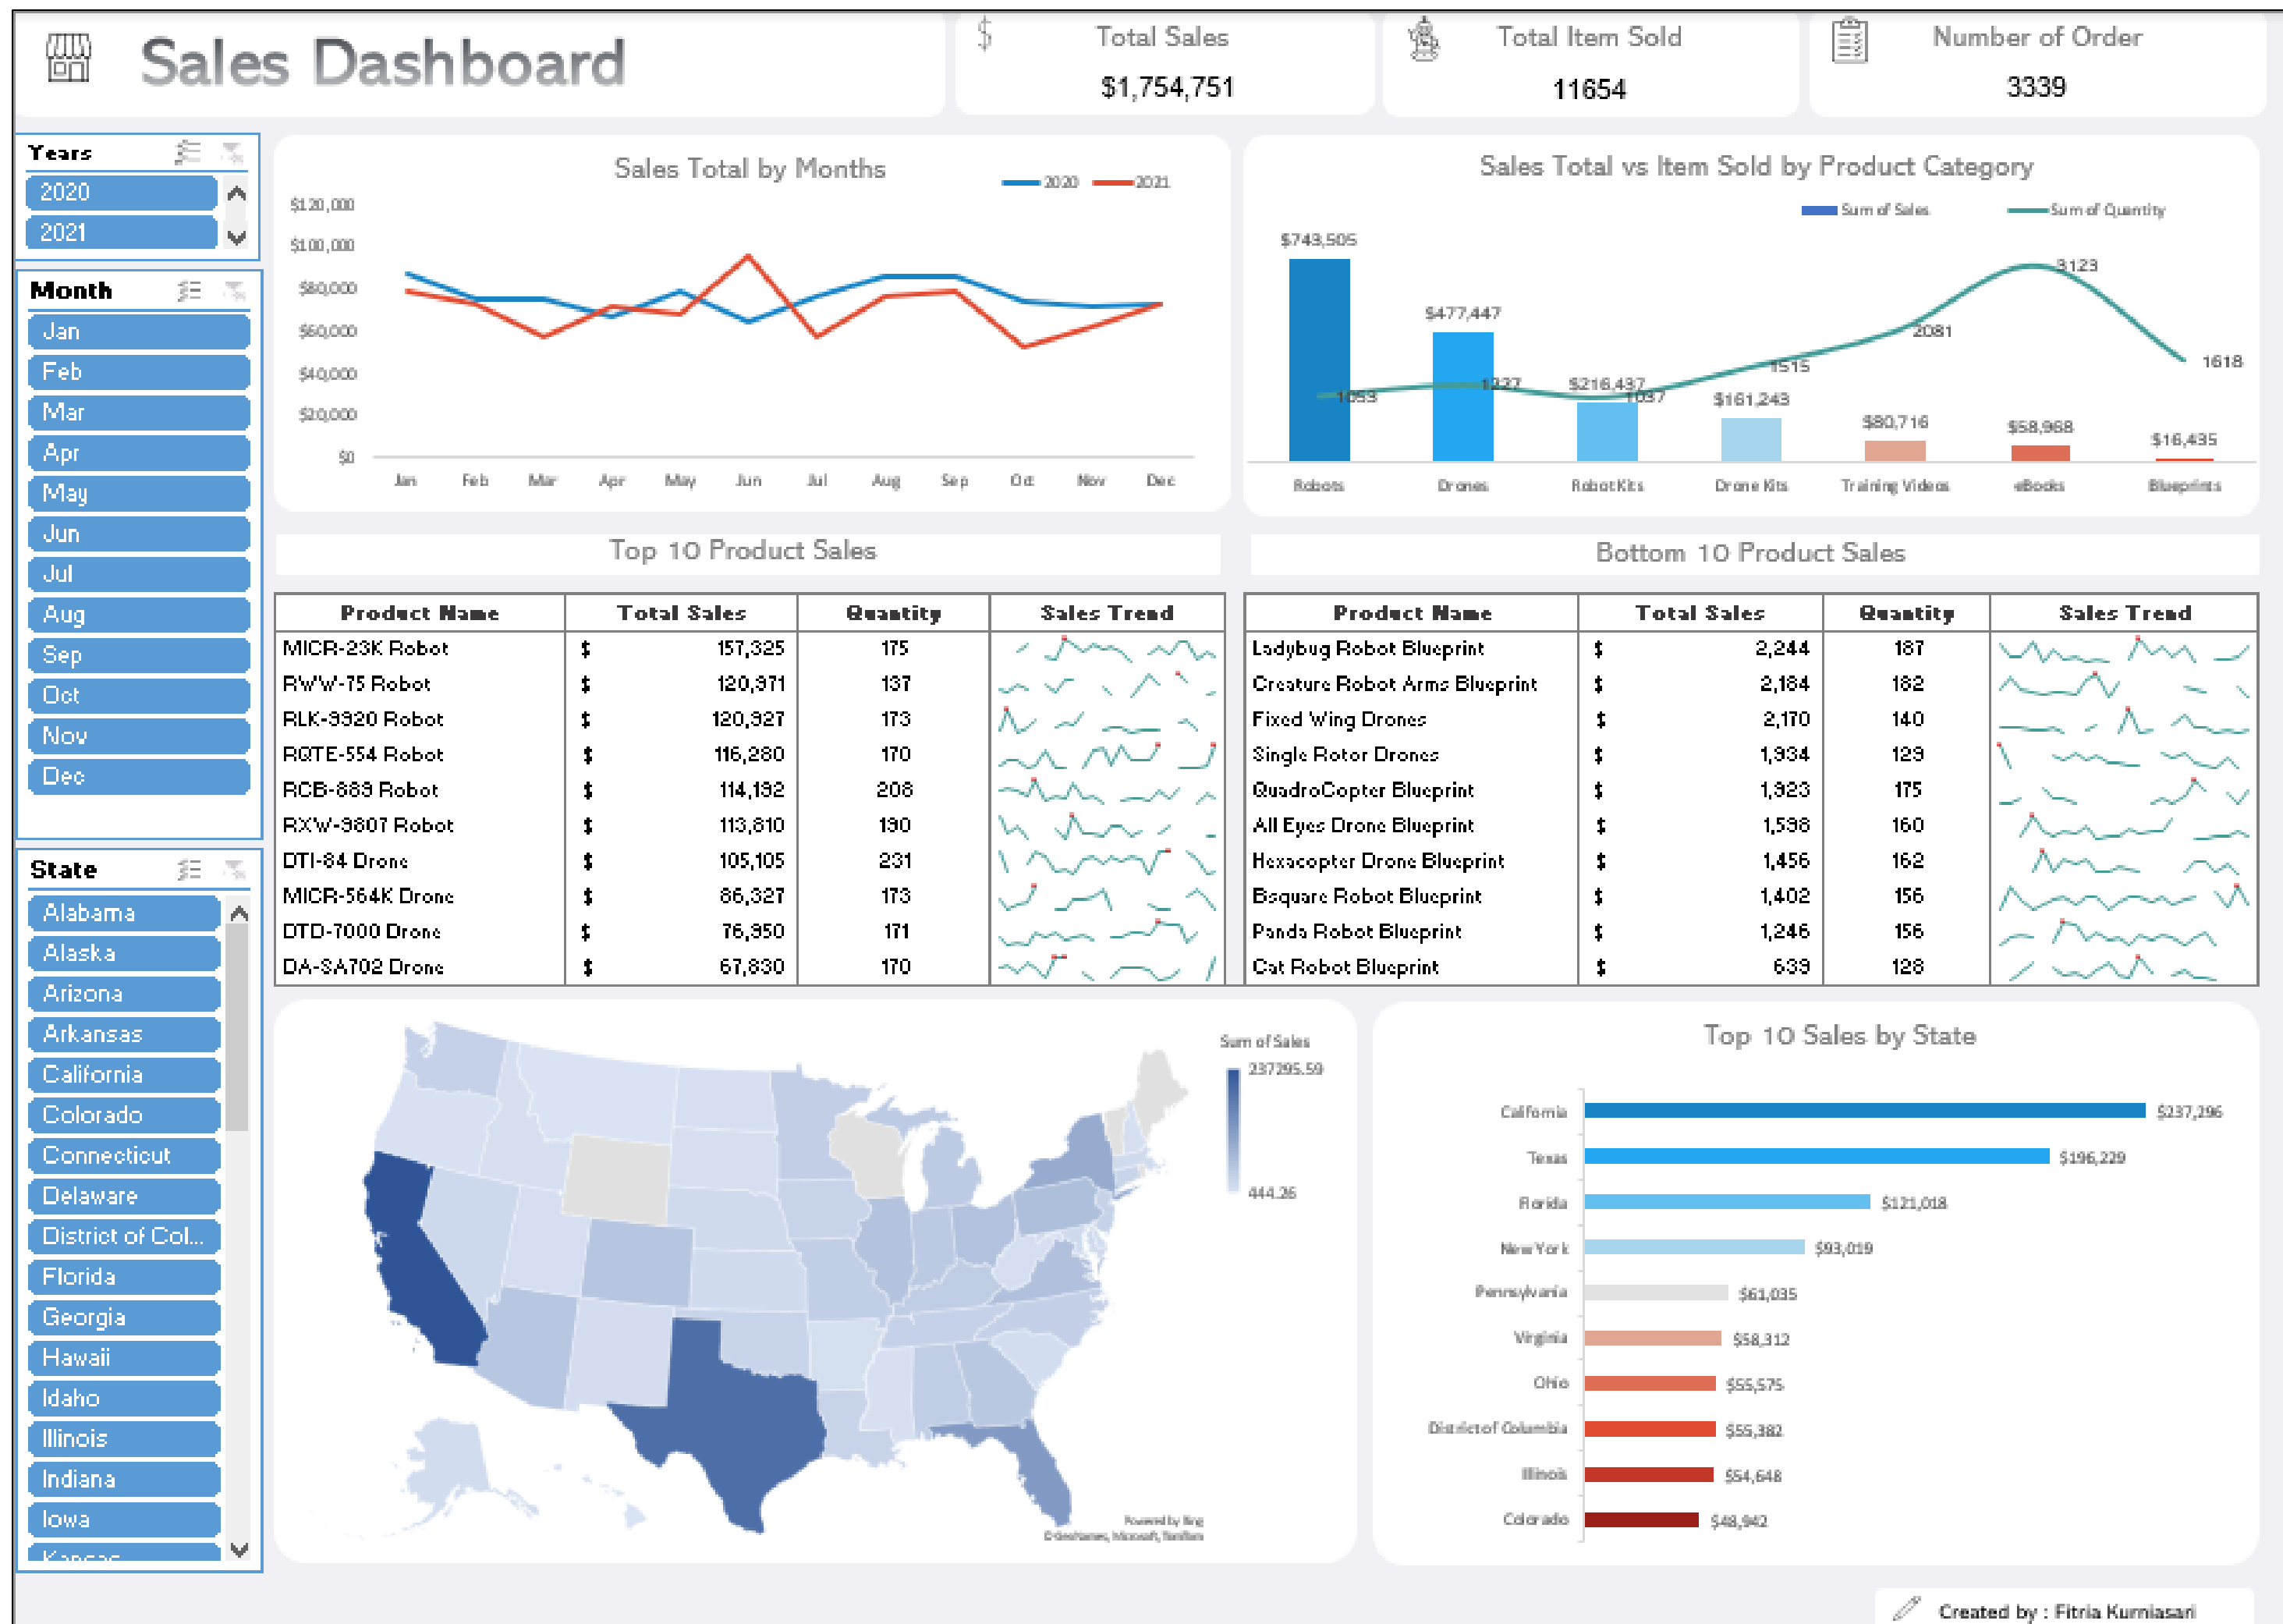 Sales Dashboard
$ Total Sales
$1,754,751
Total Item Sold
11654
Number of Order
3339
Years
2020
2021
Month
Jan
Feb
Mar
Apr
May
Jun
Jul
Aug
Sep
Oct
Nov
Dec
State
Alabama
Alaska
Arizona
Arkansas
California
Colorado
Connecticut
Delaware
District of Col...
Florida
Georgia
Hawaii
Idaho
Illinois
Indiana
Iowa
Kansas
Sales Total by Months
2020 2021
$120,000
$100,000
$80,000
$60,000
$40,000
$20,000
$0
Jan Feb Mar Apr May Jun Jul Aug Sep Oct Nov Dec
Sales Total vs Item Sold by Product Category
Sum of Sales Sum of Quantity
$743,505
$477,447
$216,437
$161,243
$80,716
$58,968
$16,435
1053
1227
1037
1515
2081
3123
1618
Robots Drones Robot Kits Drone Kits Training Videos eBooks Blueprints
Top 10 Product Sales
Product Name Total Sales Quantity Sales Trend
MICR-23K Robot $ 157,325 175
RWW-75 Robot $ 120,971 137
RLK-9920 Robot $ 120,927 173
RQTE-554 Robot $ 116,280 170
RCB-889 Robot $ 114,192 208
RXW-9807 Robot $ 113,810 190
DTI-84 Drone $ 105,105 231
MICR-564K Drone $ 86,327 173
DTD-7000 Drone $ 76,950 171
DA-SA702 Drone $ 67,830 170
Bottom 10 Product Sales
Product Name Total Sales Quantity Sales Trend
Ladybug Robot Blueprint $ 2,244 187
Creature Robot Arms Blueprint $ 2,184 182
Fixed Wing Drones $ 2,170 140
Single Rotor Drones $ 1,934 129
QuadroCopter Blueprint $ 1,923 175
All Eyes Drone Blueprint $ 1,598 160
Hexacopter Drone Blueprint $ 1,456 162
Bsquare Robot Blueprint $ 1,402 156
Panda Robot Blueprint $ 1,246 156
Cat Robot Blueprint $ 639 128
Sum of Sales
237295.59
444.26
Powered by Bing
© GeoNames, Microsoft, TomTom
Top 10 Sales by State
California $237,296
Texas $196,229
Florida $121,018
New York $93,019
Pennsylvania $61,035
Virginia $58,312
Ohio $55,575
District of Columbia $55,382
Illinois $54,648
Colorado $48,942
Created by : Fitria Kurniasari